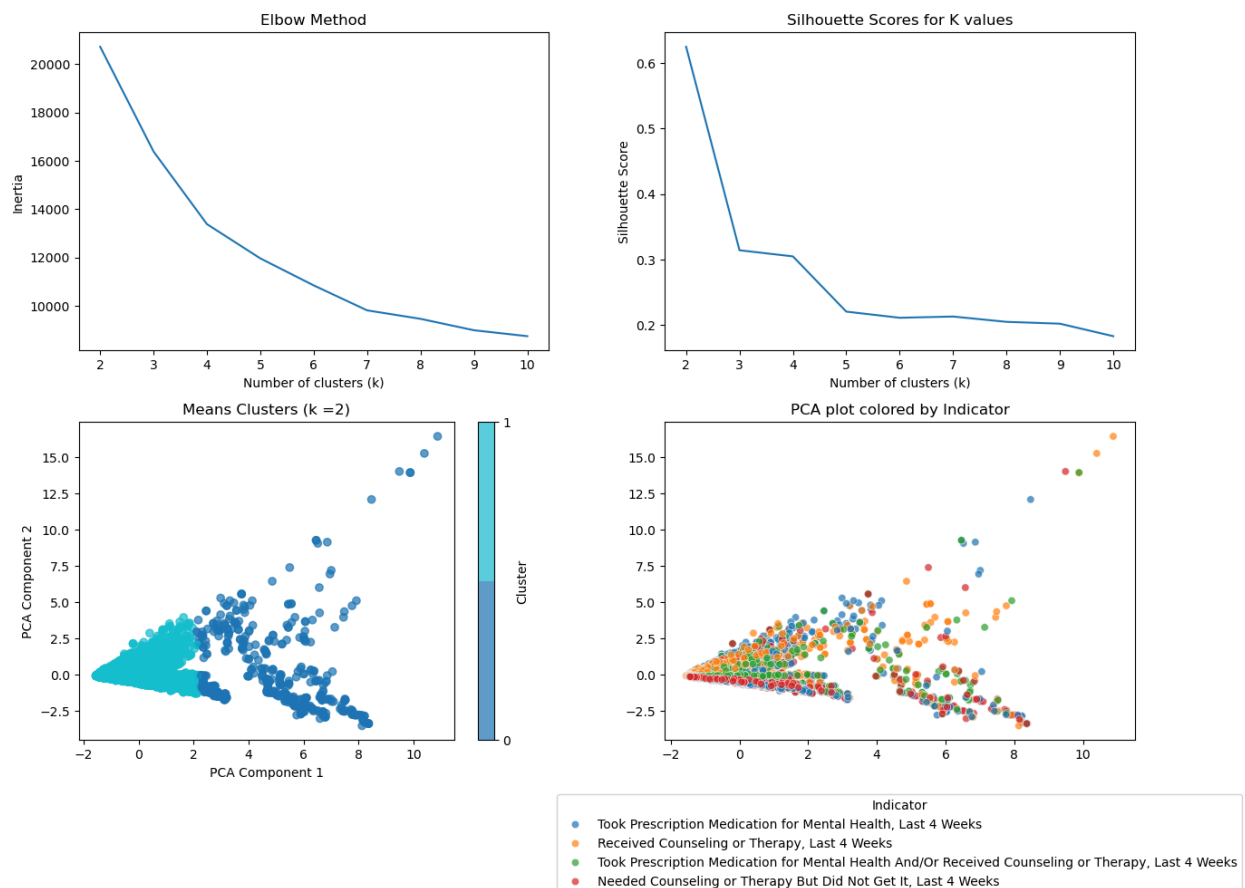 Elbow Method
20000
18000
16000
14000
12000
10000
Inertia
2 3 4 5 6 7 8 9 10
Number of clusters (k)
Silhouette Scores for K values
0.6
0.5
0.4
0.3
0.2
Silhouette Score
2 3 4 5 6 7 8 9 10
Number of clusters (k)
Means Clusters (k =2)
15.0
12.5
10.0
7.5
5.0
2.5
0.0
−2.5
PCA Component 2
−2 0 2 4 6 8 10
PCA Component 1
1
0
Cluster
PCA plot colored by Indicator
15.0
12.5
10.0
7.5
5.0
2.5
0.0
−2.5
−2 0 2 4 6 8 10
Indicator
Took Prescription Medication for Mental Health, Last 4 Weeks
Received Counseling or Therapy, Last 4 Weeks
Took Prescription Medication for Mental Health And/Or Received Counseling or Therapy, Last 4 Weeks
Needed Counseling or Therapy But Did Not Get It, Last 4 Weeks